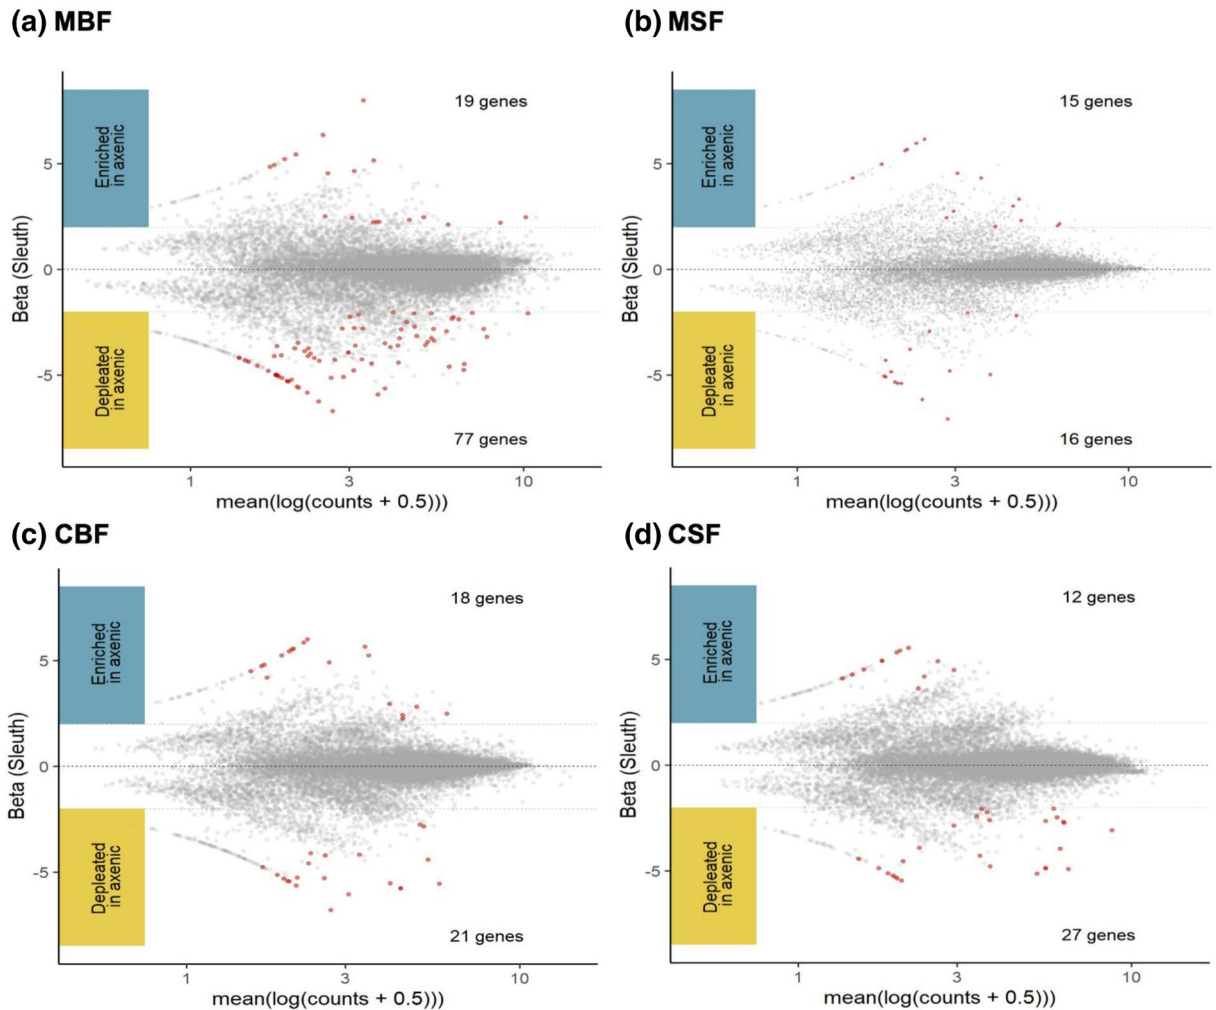 (a) MBF
Enriched
in axenic
19 genes
5
0
-5
Beta (Sleuth)
Depleated
in axenic
77 genes
1
3
10
mean(log(counts + 0.5)))
(b) MSF
Enriched
in axenic
15 genes
5
0
-5
Beta (Sleuth)
Depleated
in axenic
16 genes
1
3
10
mean(log(counts + 0.5)))
(c) CBF
Enriched
in axenic
18 genes
5
0
-5
Beta (Sleuth)
Depleated
in axenic
21 genes
1
3
10
mean(log(counts + 0.5)))
(d) CSF
Enriched
in axenic
12 genes
5
0
-5
Beta (Sleuth)
Depleated
in axenic
27 genes
1
3
10
mean(log(counts + 0.5)))